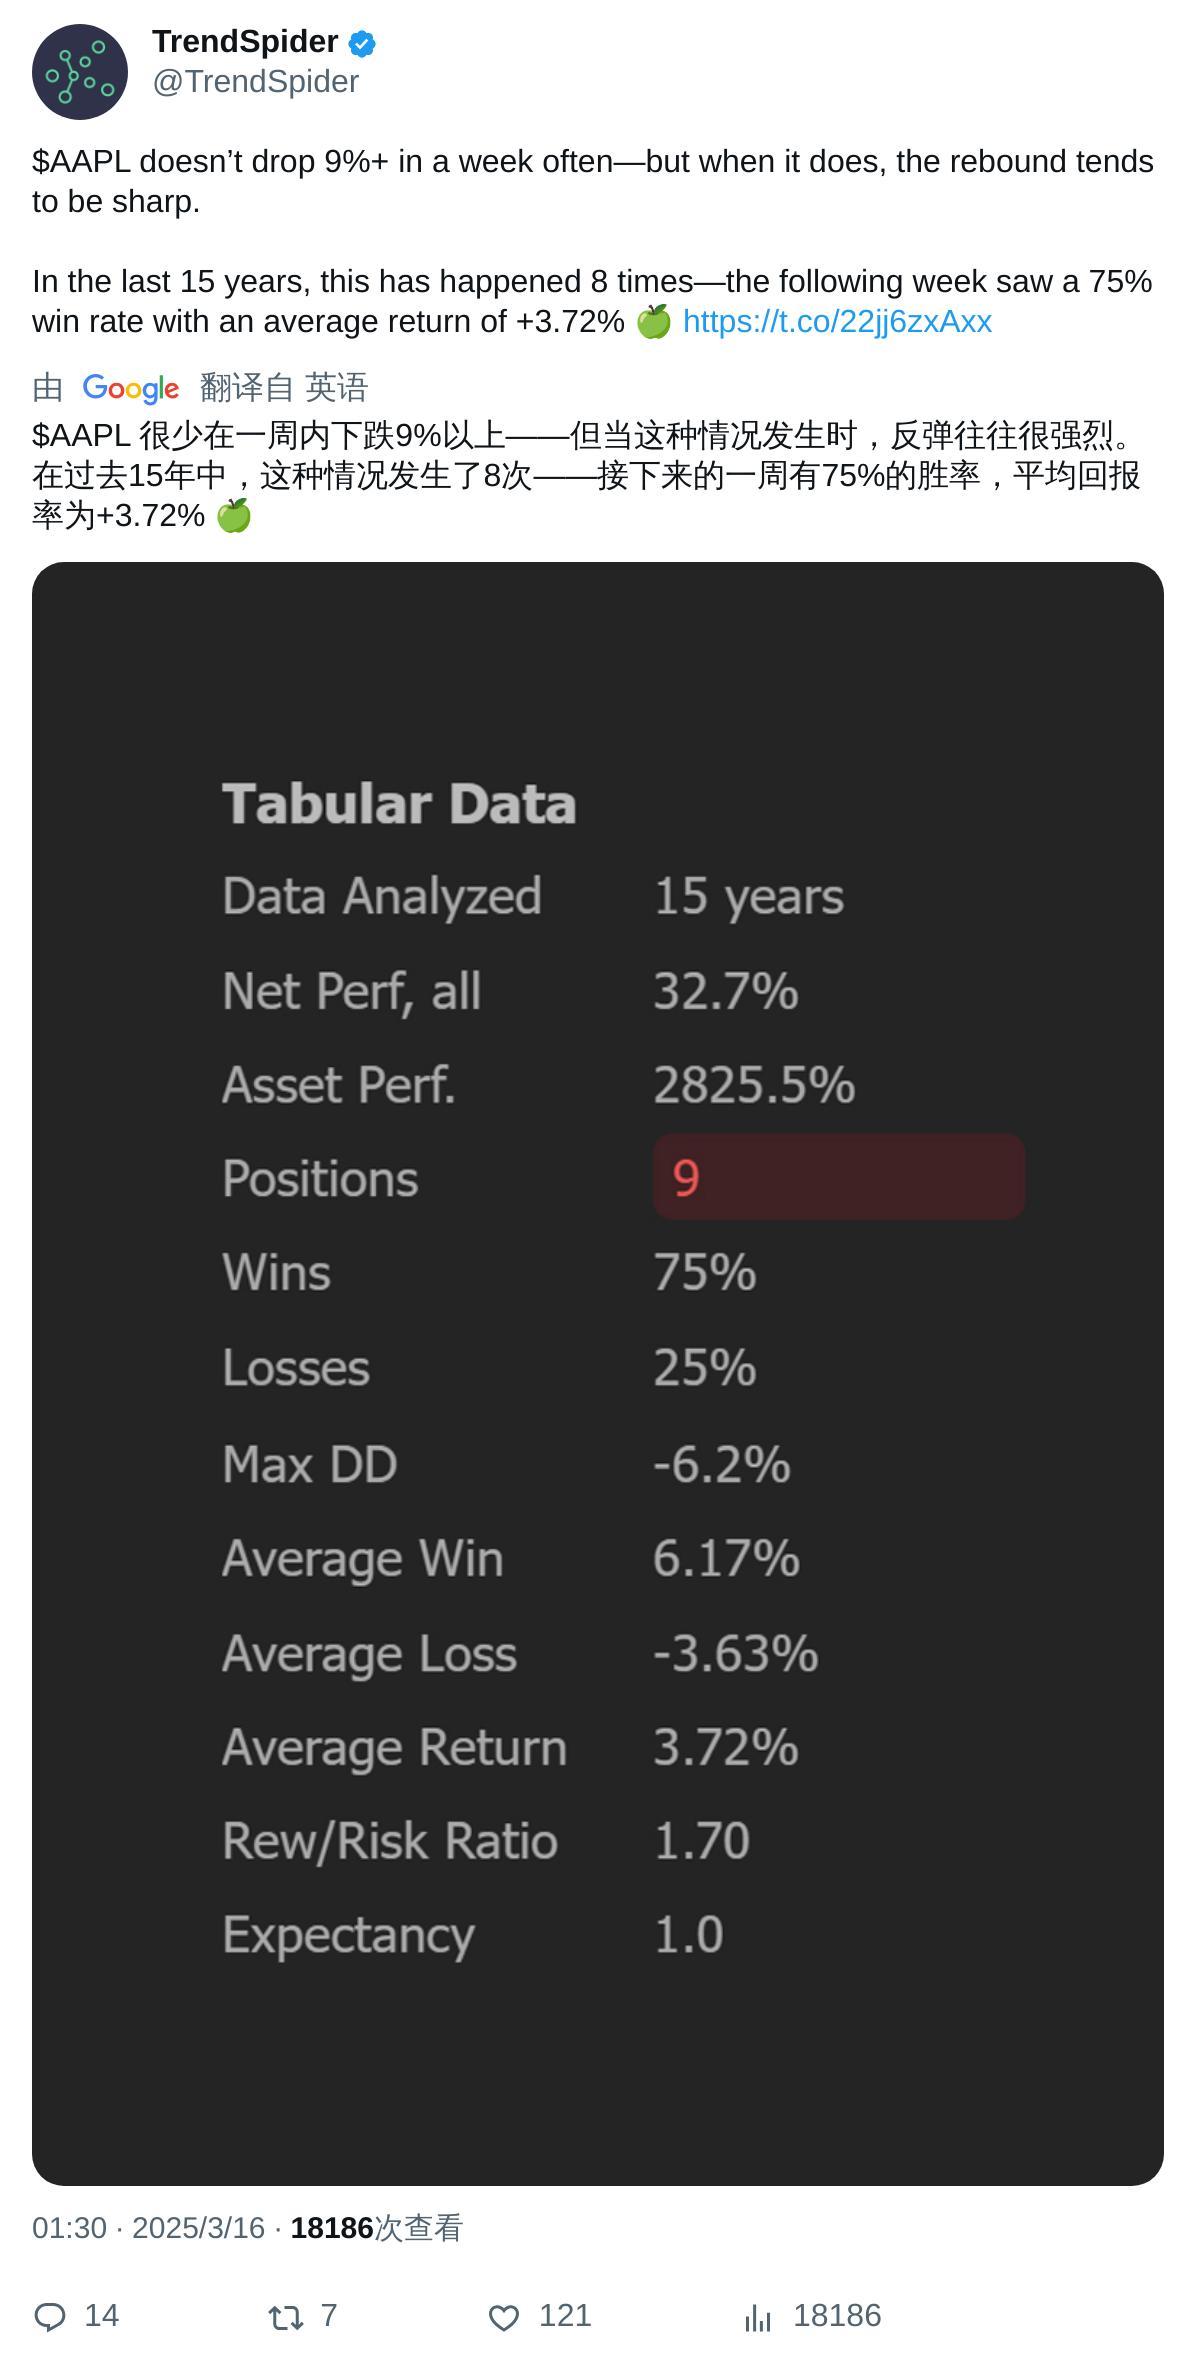 TrendSpider
@TrendSpider
$AAPL doesn’t drop 9%+ in a week often—but when it does, the rebound tends
to be sharp.
In the last 15 years, this has happened 8 times—the following week saw a 75%
win rate with an average return of +3.72% 🍏 https://t.co/22jj6zxAxx
由 Google 翻译自 英语
$AAPL 很少在一周内下跌9%以上——但当这种情况发生时，反弹往往很强烈。
在过去15年中，这种情况发生了8次——接下来的一周有75%的胜率，平均回报
率为+3.72% 🍏
Tabular Data
Data Analyzed 15 years
Net Perf, all 32.7%
Asset Perf. 2825.5%
Positions 9
Wins 75%
Losses 25%
Max DD -6.2%
Average Win 6.17%
Average Loss -3.63%
Average Return 3.72%
Rew/Risk Ratio 1.70
Expectancy 1.0
01:30 · 2025/3/16 · 18186次查看
14 7 121 18186